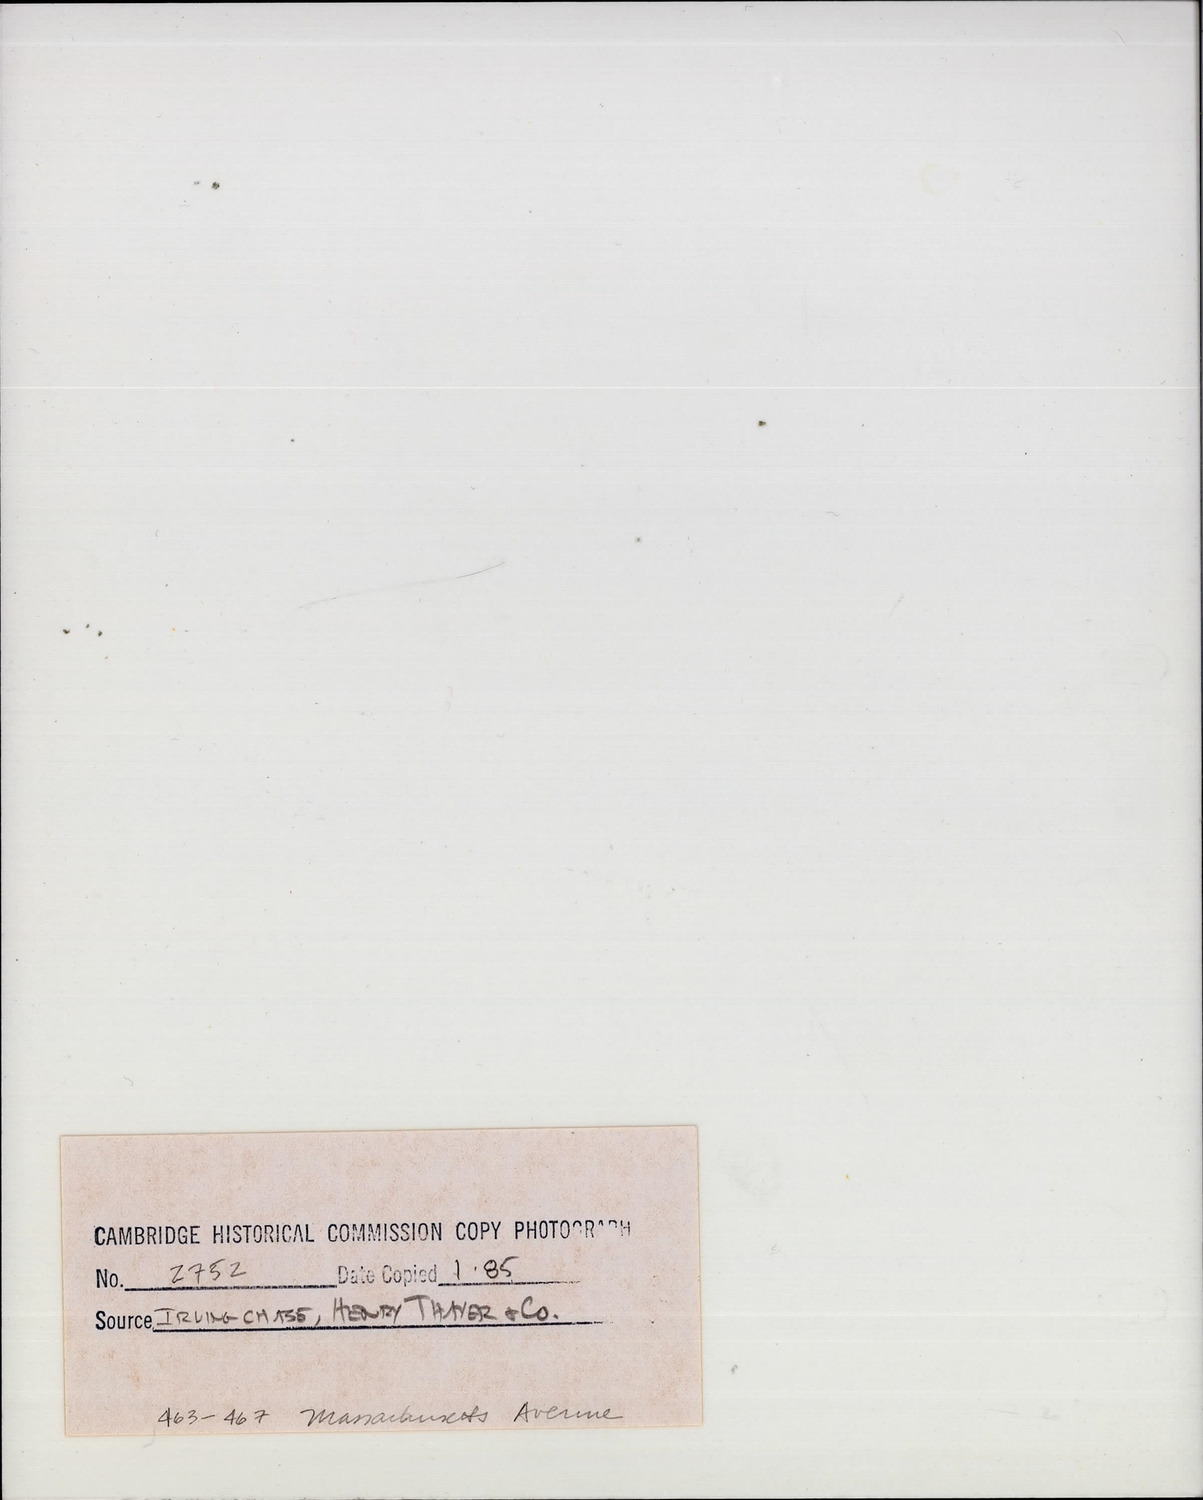 CAMBRIDGE HISTORICAL COMMISSION COPY PHOTOGRAPH
No. 2752 Date Copied 1·85
Source IRVING CHASE, HENRY THAYER & CO.
463-467 Massachusetts Avenue